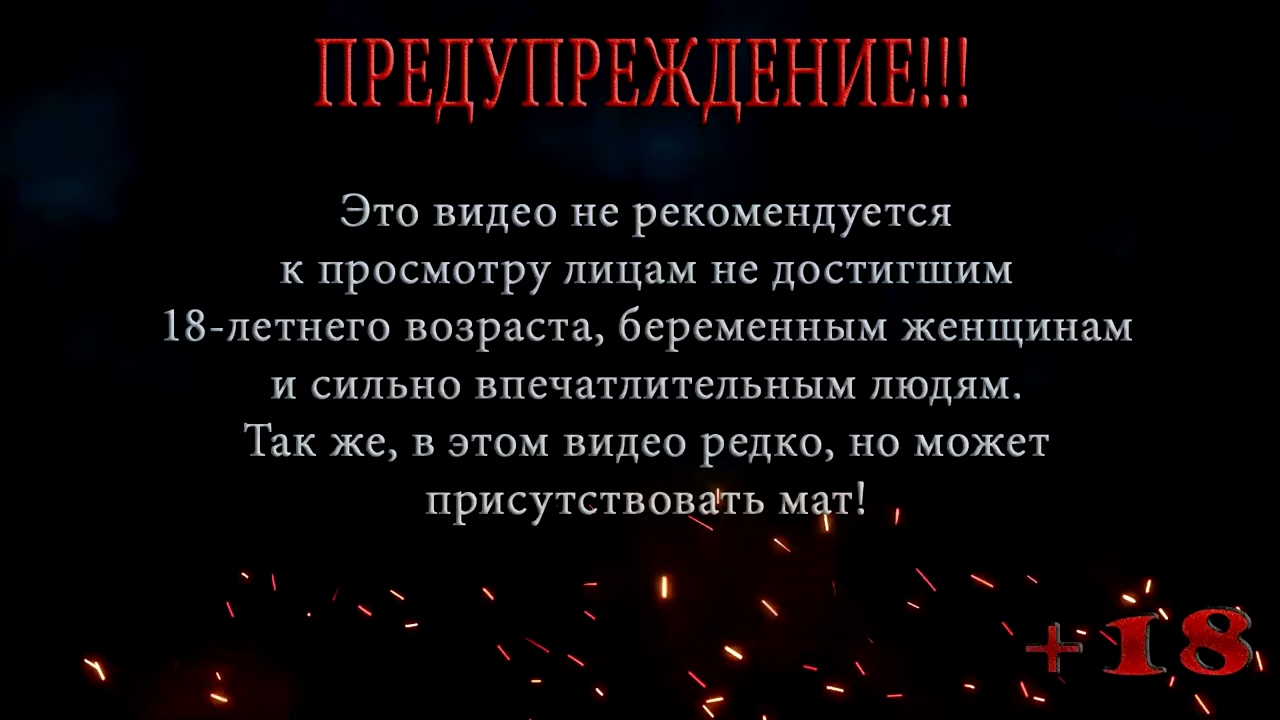 ПРЕДУПРЕЖДЕНИЕ!!!
Это видео не рекомендуется
к просмотру лицам не достигшим
18-летнего возраста, беременным женщинам
и сильно впечатлительным людям.
Так же, в этом видео редко, но может
присутствовать мат!
+18